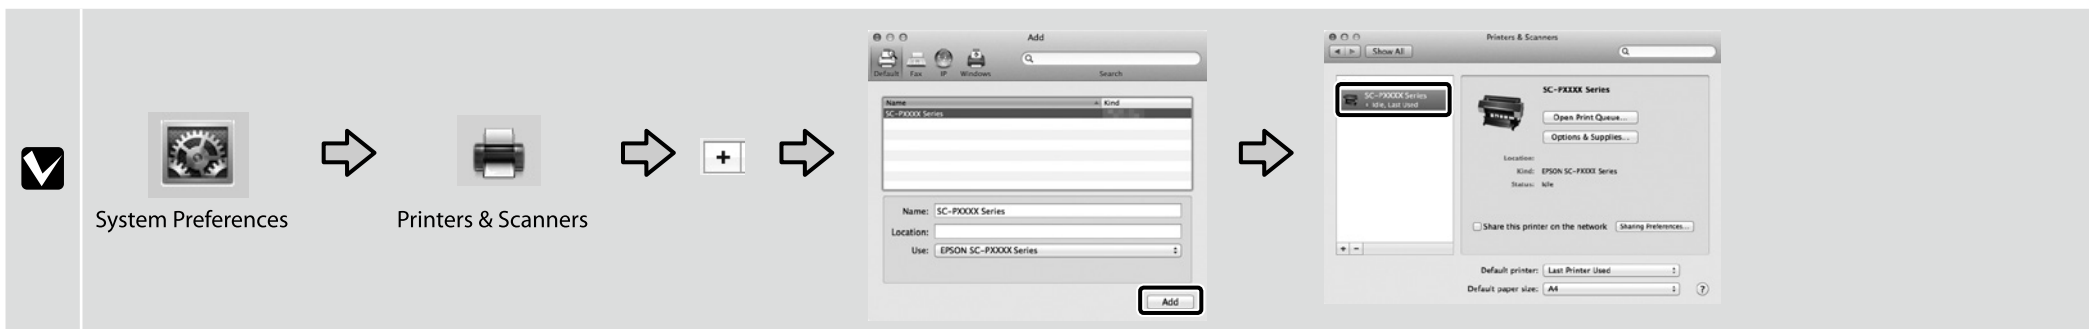 System Preferences
Printers & Scanners
+
Add
Default Fax IP Windows
Search
Name Kind
SC-PXXXX Series
Name: SC-PXXXX Series
Location:
Use: EPSON SC-PXXXX Series
Add
Printers & Scanners
Show All
SC-PXXXX Series
• Idle, Last Used
SC-PXXXX Series
Open Print Queue...
Options & Supplies...
Location:
Kind: EPSON SC-PXXXX Series
Status: Idle
Share this printer on the network Sharing Preferences...
+ −
Default printer: Last Printer Used
Default paper size: A4
?